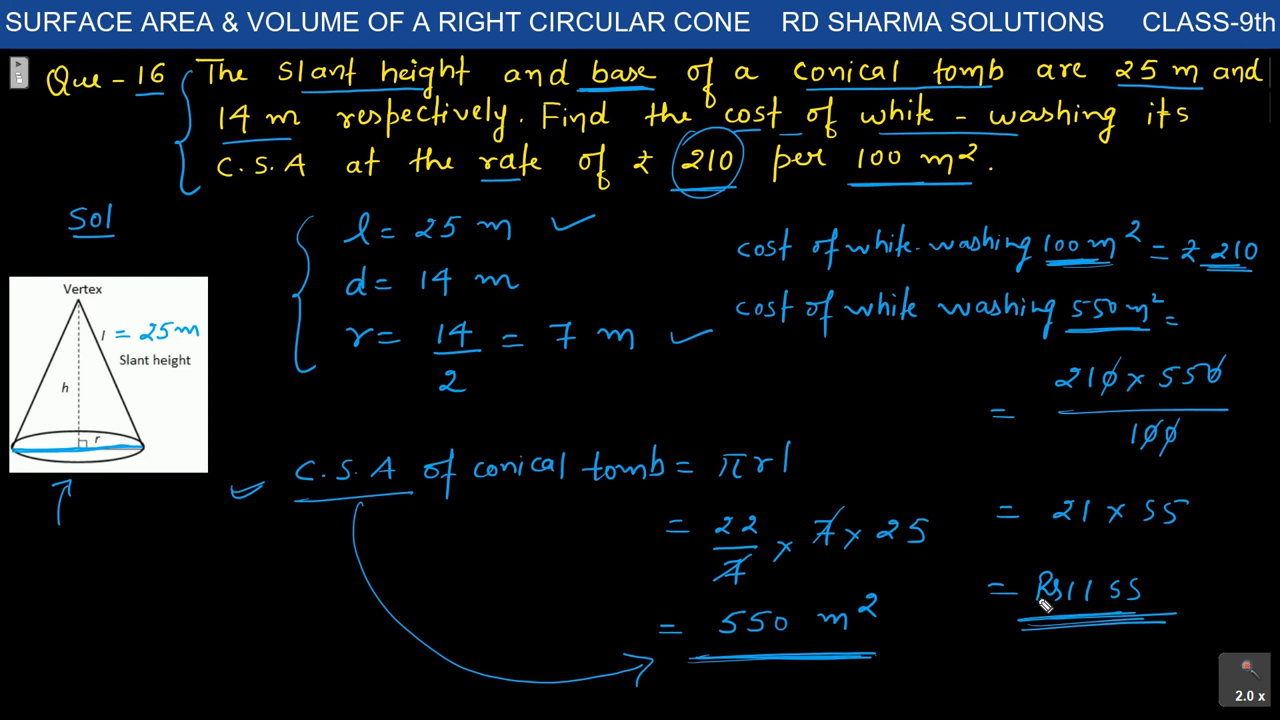 SURFACE AREA & VOLUME OF A RIGHT CIRCULAR CONE RD SHARMA SOLUTIONS CLASS-9th
Que - 16 The slant height and base of a conical tomb are 25 m and
14 m respectively. Find the cost of white - washing its
C.S.A at the rate of ₹ 210 per 100 m².
Sol
l = 25 m
d = 14 m
r = 14/2 = 7 m
Vertex
l = 25 m
Slant height
h
r
C.S.A of conical tomb = πrl
= 22/7 × 7 × 25
= 550 m²
cost of white-washing 100 m² = ₹ 210
cost of white washing 550 m² =
= 210 × 550 / 100
= 21 × 55
= Rs 1155
2.0 x